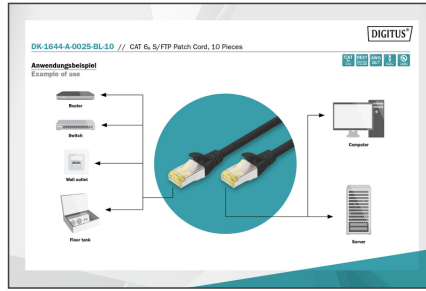 DIGITUS®
DK-1644-A-0025-BL-10 // CAT 6A S/FTP Patch Cord, 10 Pieces
Anwendungsbeispiel
Example of use
Router
Switch
Wall outlet
Floor tank
Computer
Server